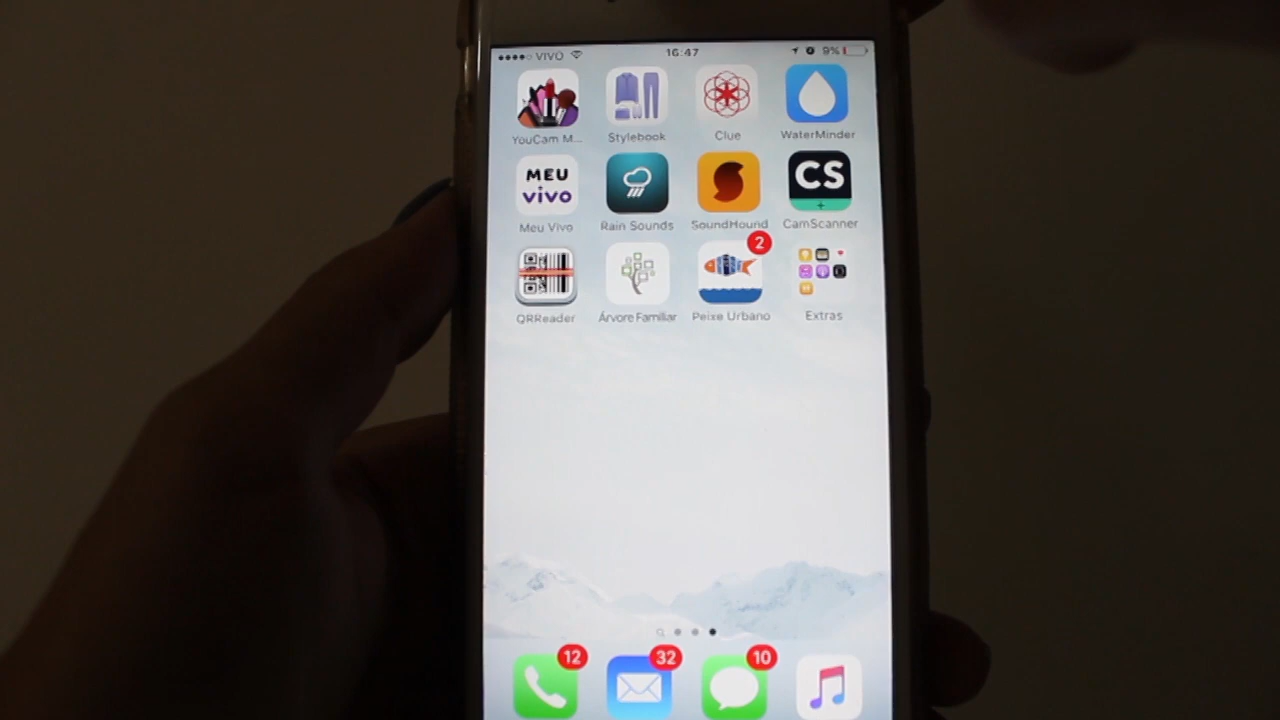 VIVO 16:47 9%
YouCam M... Stylebook Clue WaterMinder
MEU
vivo
CS
Meu Vivo Rain Sounds SoundHound CamScanner
2
QRReader Árvore Familiar Peixe Urbano Extras
12 32 10